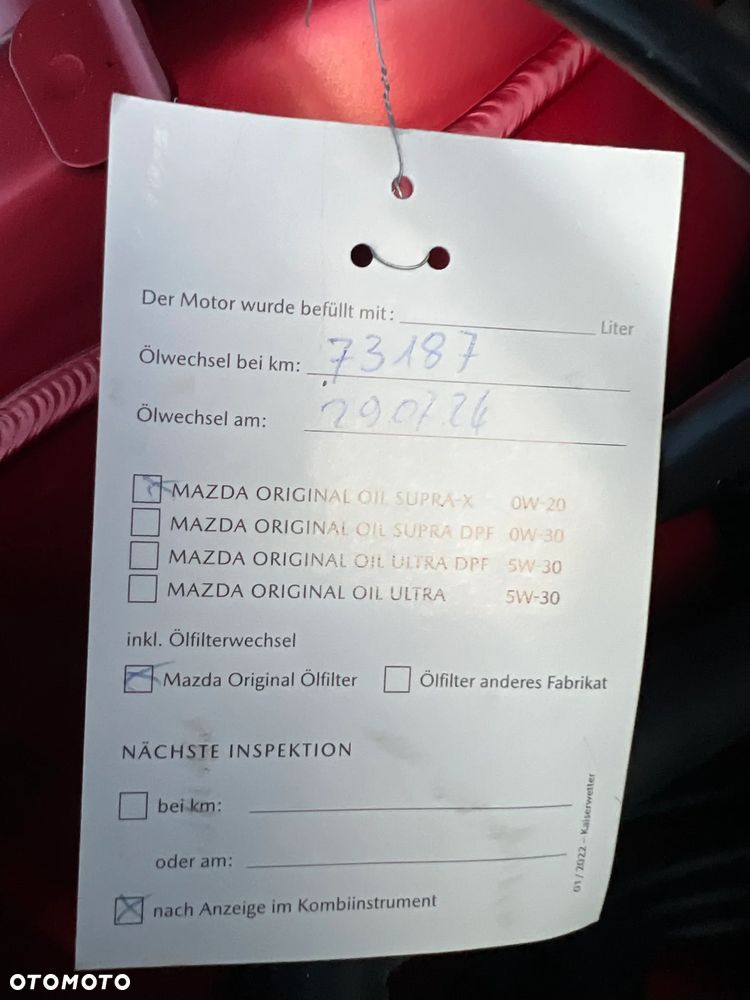 Der Motor wurde befüllt mit: Liter
Ölwechsel bei km: 73187
Ölwechsel am: 290724
MAZDA ORIGINAL OIL SUPRA-X 0W-20
MAZDA ORIGINAL OIL SUPRA DPF 0W-30
MAZDA ORIGINAL OIL ULTRA DPF 5W-30
MAZDA ORIGINAL OIL ULTRA 5W-30
inkl. Ölfilterwechsel
Mazda Original Ölfilter Ölfilter anderes Fabrikat
NÄCHSTE INSPEKTION
bei km:
oder am:
nach Anzeige im Kombiinstrument
01/2022 – Kaiserwetter
OTOMOTO